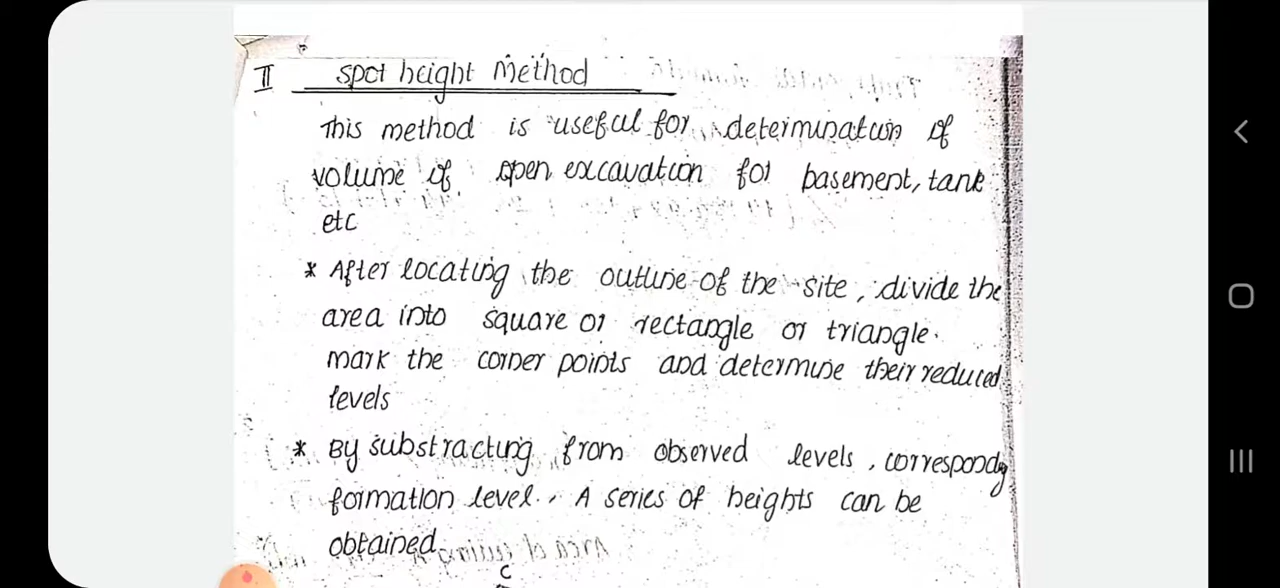 II spot height Method
This method is useful for determination of
volume of open excavation for basement, tank
etc
* After locating the outline of the site, divide the
area into square or rectangle or triangle.
mark the corner points and determine their reduced
levels
* By substracting from observed levels, correspondg
formation level. A series of heights can be
obtained
C